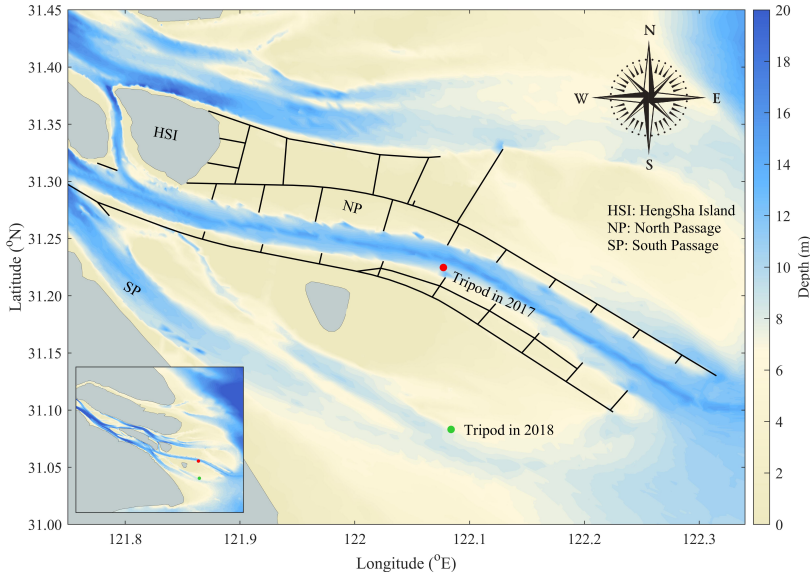 31.45
31.40
31.35
31.30
31.25
31.20
31.15
31.10
31.05
31.00
Latitude (°N)
121.8
121.9
122
122.1
122.2
122.3
Longitude (°E)
HSI
NP
SP
Tripod in 2017
Tripod in 2018
N
W
E
S
HSI: HengSha Island
NP: North Passage
SP: South Passage
20
18
16
14
12
10
8
6
4
2
0
Depth (m)